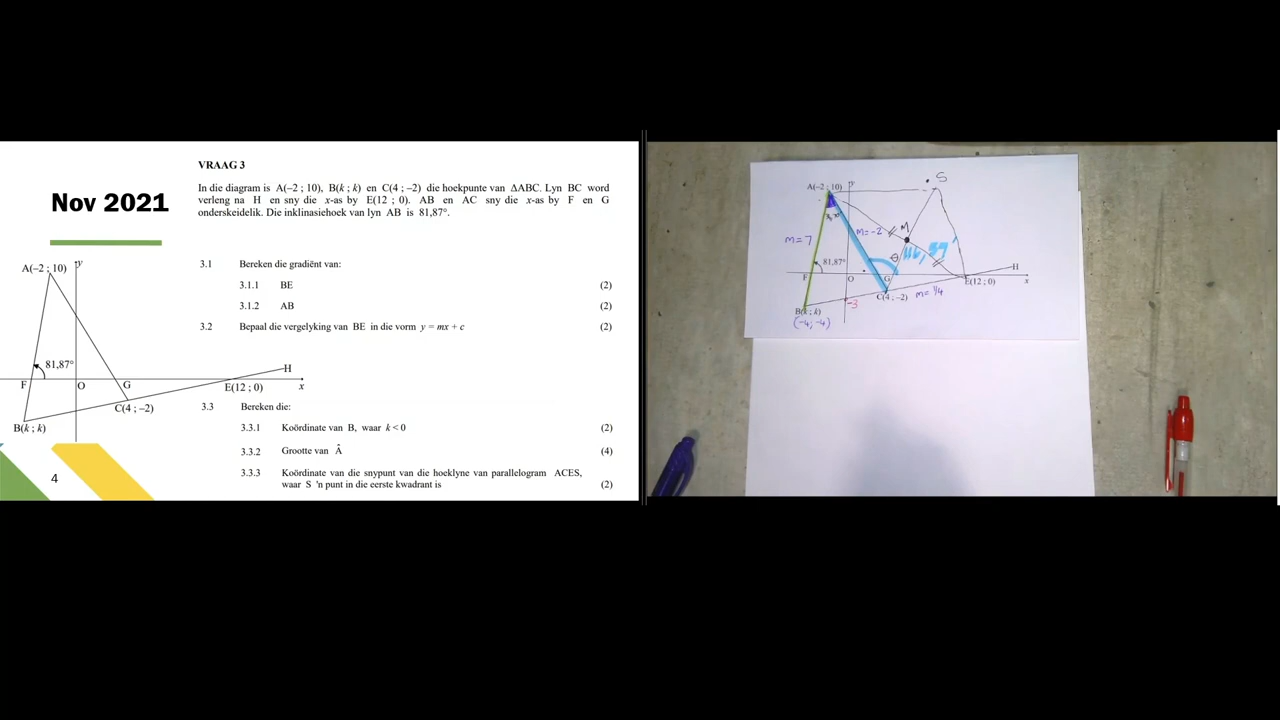 Nov 2021
VRAAG 3
In die diagram is A(–2 ; 10), B(k ; k) en C(4 ; –2) die hoekpunte van ΔABC. Lyn BC word
verleng na H en sny die x-as by E(12 ; 0). AB en AC sny die x-as by F en G
onderskeidelik. Die inklinasiehoek van lyn AB is 81,87°.
A(–2 ; 10)
y
81,87°
F
O
G
H
E(12 ; 0)
x
C(4 ; –2)
B(k ; k)
3.1 Bereken die gradiënt van:
3.1.1 BE (2)
3.1.2 AB (2)
3.2 Bepaal die vergelyking van BE in die vorm y = mx + c (2)
3.3 Bereken die:
3.3.1 Koördinate van B, waar k < 0 (2)
3.3.2 Grootte van Â (4)
3.3.3 Koördinate van die snypunt van die hoeklyne van parallelogram ACES,
waar S 'n punt in die eerste kwadrant is (2)
4
A(–2 ; 10)
y
S
m=7
m=-2
M
θ
116,57°
81,87°
F
O
G
H
E(12 ; 0)
x
C(4 ; –2)
m=1/4
-3
B(k ; k)
(-4;-4)